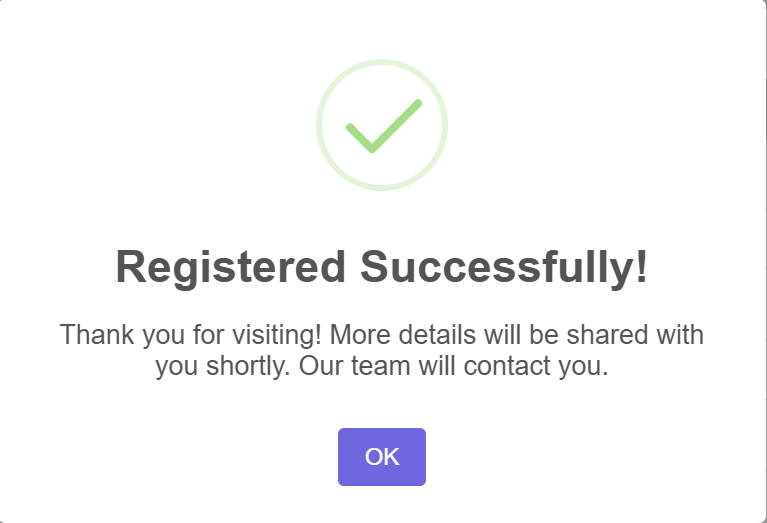 Registered Successfully!
Thank you for visiting! More details will be shared with
you shortly. Our team will contact you.
OK